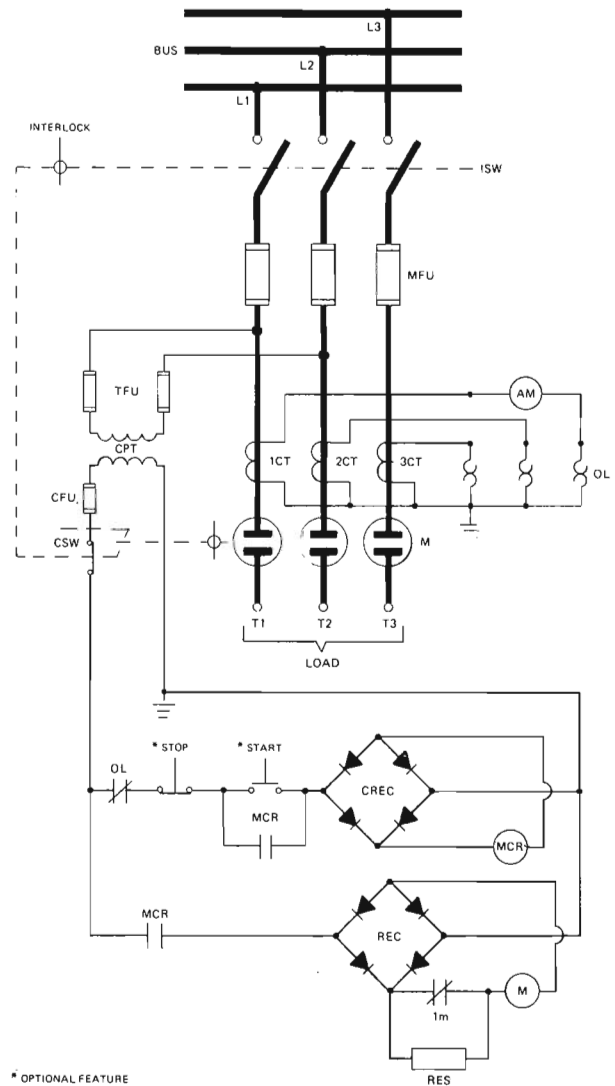 L3
BUS
L2
L1
INTERLOCK
ISW
MFU
TFU
AM
CPT
1CT
2CT
3CT
OL
CFU
CSW
M
T1
T2
T3
LOAD
* STOP
* START
OL
CREC
MCR
MCR
MCR
REC
M
1m
RES
* OPTIONAL FEATURE